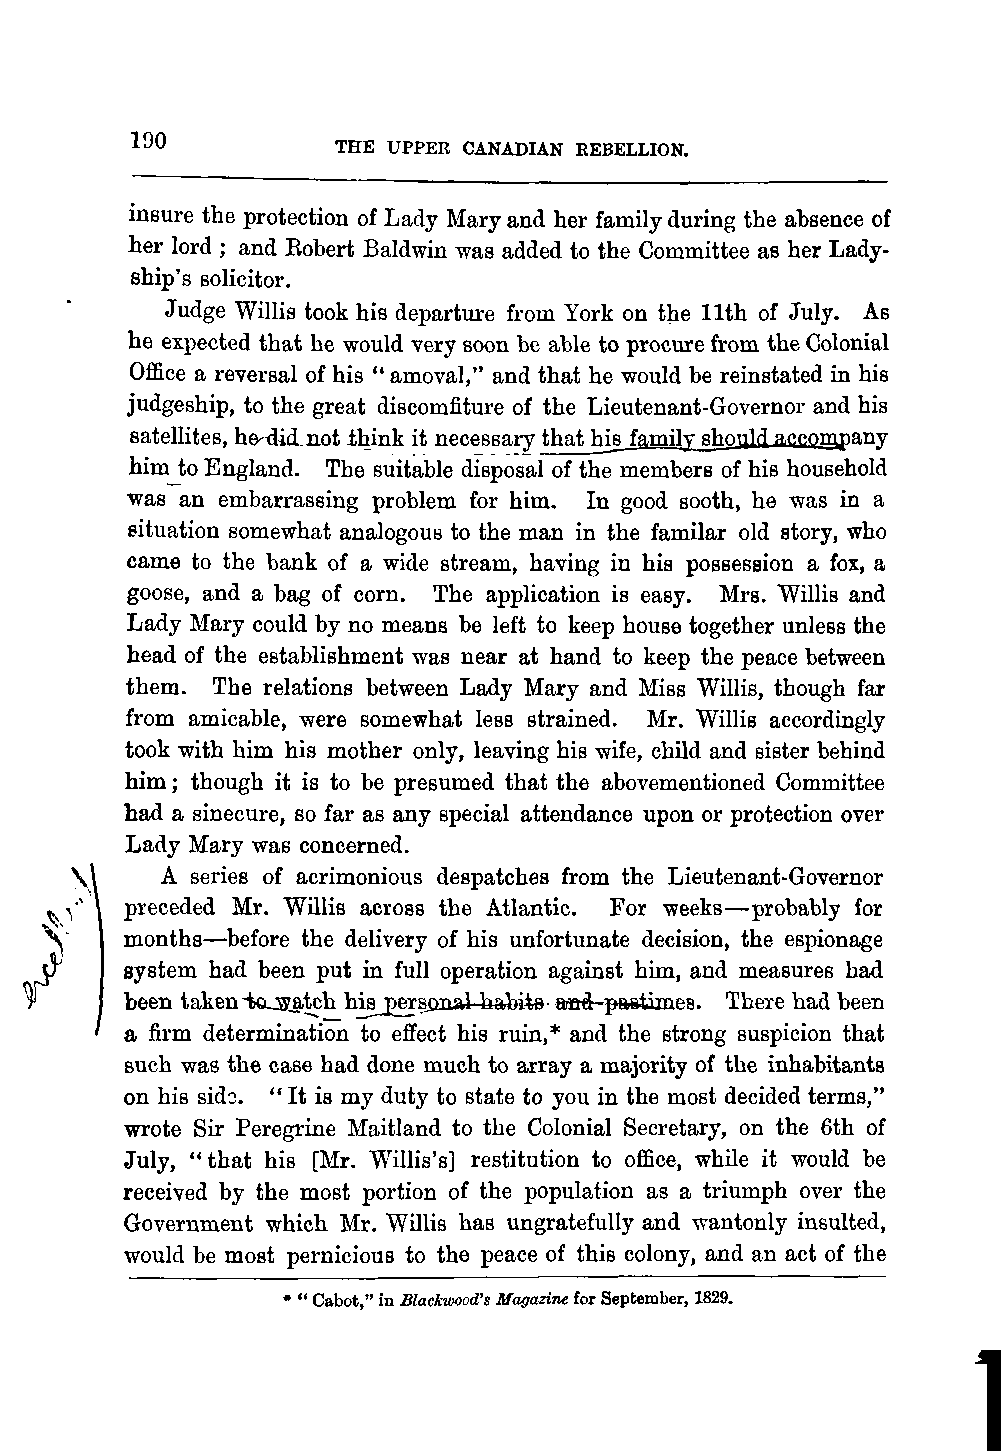 190
THE UPPER CANADIAN REBELLION.
insure the protection of Lady Mary and her family during the absence of
her lord ; and Robert Baldwin was added to the Committee as her Lady-
ship's solicitor.
Judge Willis took his departure from York on the 11th of July. As
he expected that he would very soon be able to procure from the Colonial
Office a reversal of his “ amoval,” and that he would be reinstated in his
judgeship, to the great discomfiture of the Lieutenant-Governor and his
satellites, he did not think it necessary that his family should accompany
him to England. The suitable disposal of the members of his household
was an embarrassing problem for him. In good sooth, he was in a
situation somewhat analogous to the man in the familar old story, who
came to the bank of a wide stream, having in his possession a fox, a
goose, and a bag of corn. The application is easy. Mrs. Willis and
Lady Mary could by no means be left to keep house together unless the
head of the establishment was near at hand to keep the peace between
them. The relations between Lady Mary and Miss Willis, though far
from amicable, were somewhat less strained. Mr. Willis accordingly
took with him his mother only, leaving his wife, child and sister behind
him ; though it is to be presumed that the abovementioned Committee
had a sinecure, so far as any special attendance upon or protection over
Lady Mary was concerned.
A series of acrimonious despatches from the Lieutenant-Governor
preceded Mr. Willis across the Atlantic. For weeks—probably for
months—before the delivery of his unfortunate decision, the espionage
system had been put in full operation against him, and measures had
been taken to watch his personal habits and pastimes. There had been
a firm determination to effect his ruin,* and the strong suspicion that
such was the case had done much to array a majority of the inhabitants
on his side. “ It is my duty to state to you in the most decided terms,”
wrote Sir Peregrine Maitland to the Colonial Secretary, on the 6th of
July, “ that his [Mr. Willis's] restitution to office, while it would be
received by the most portion of the population as a triumph over the
Government which Mr. Willis has ungratefully and wantonly insulted,
would be most pernicious to the peace of this colony, and an act of the
* “ Cabot,” in Blackwood's Magazine for September, 1829.